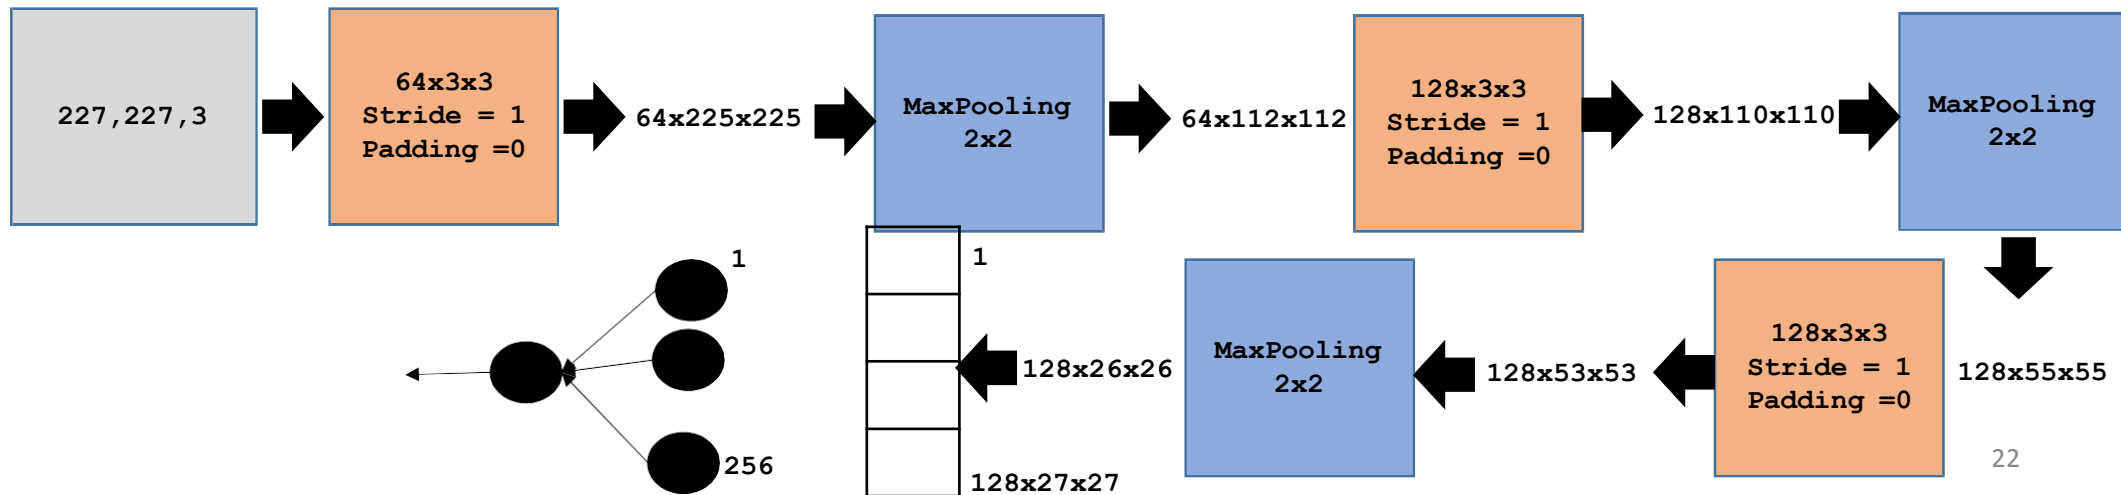 227,227,3
64x3x3
Stride = 1
Padding =0
64x225x225
MaxPooling
2x2
64x112x112
128x3x3
Stride = 1
Padding =0
128x110x110
MaxPooling
2x2
128x55x55
128x3x3
Stride = 1
Padding =0
128x53x53
MaxPooling
2x2
128x26x26
1
128x27x27
1
256
22